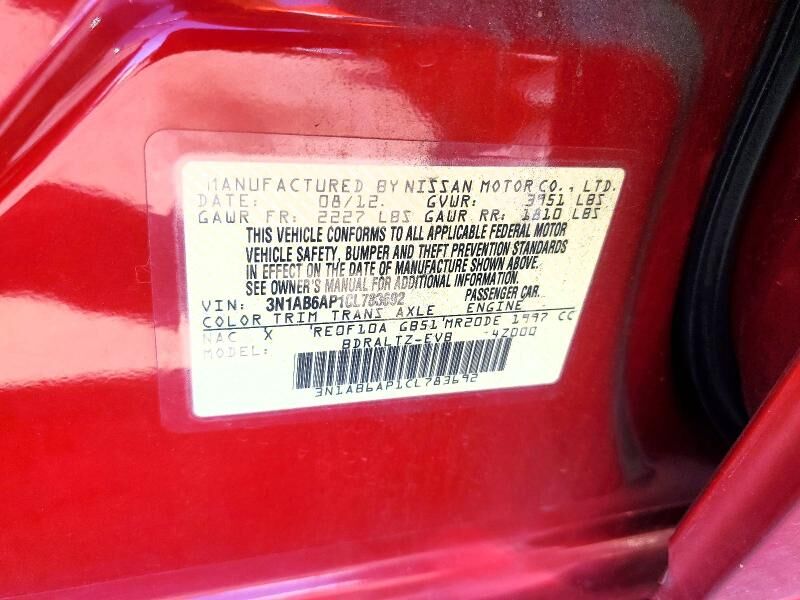 MANUFACTURED BY NISSAN MOTOR CO., LTD.
DATE: 08/12. GVWR: 3951 LBS
GAWR FR: 2227 LBS GAWR RR: 1810 LBS
THIS VEHICLE CONFORMS TO ALL APPLICABLE FEDERAL MOTOR
VEHICLE SAFETY, BUMPER AND THEFT PREVENTION STANDARDS
IN EFFECT ON THE DATE OF MANUFACTURE SHOWN ABOVE.
SEE OWNER'S MANUAL FOR ADDITIONAL INFORMATION.
VIN: 3N1AB6AP1CL783692 PASSENGER CAR
COLOR TRIM TRANS AXLE ENGINE
NAC X RE0F10A GB51 MR20DE 1997 CC
MODEL: BDRALTZ-EVB -4Z000
3N1AB6AP1CL783692